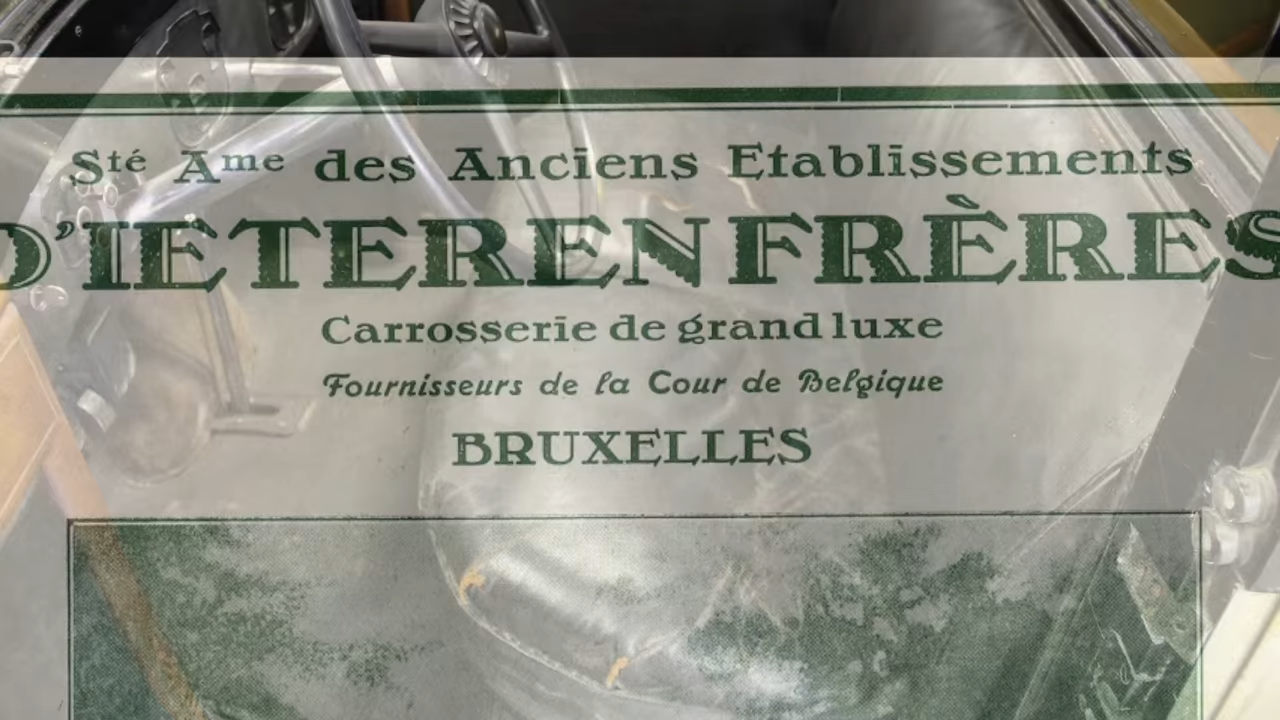 Sté Ame des Anciens Etablissements
D'IETEREN FRÈRES
Carrosserie de grand luxe
Fournisseurs de la Cour de Belgique
BRUXELLES